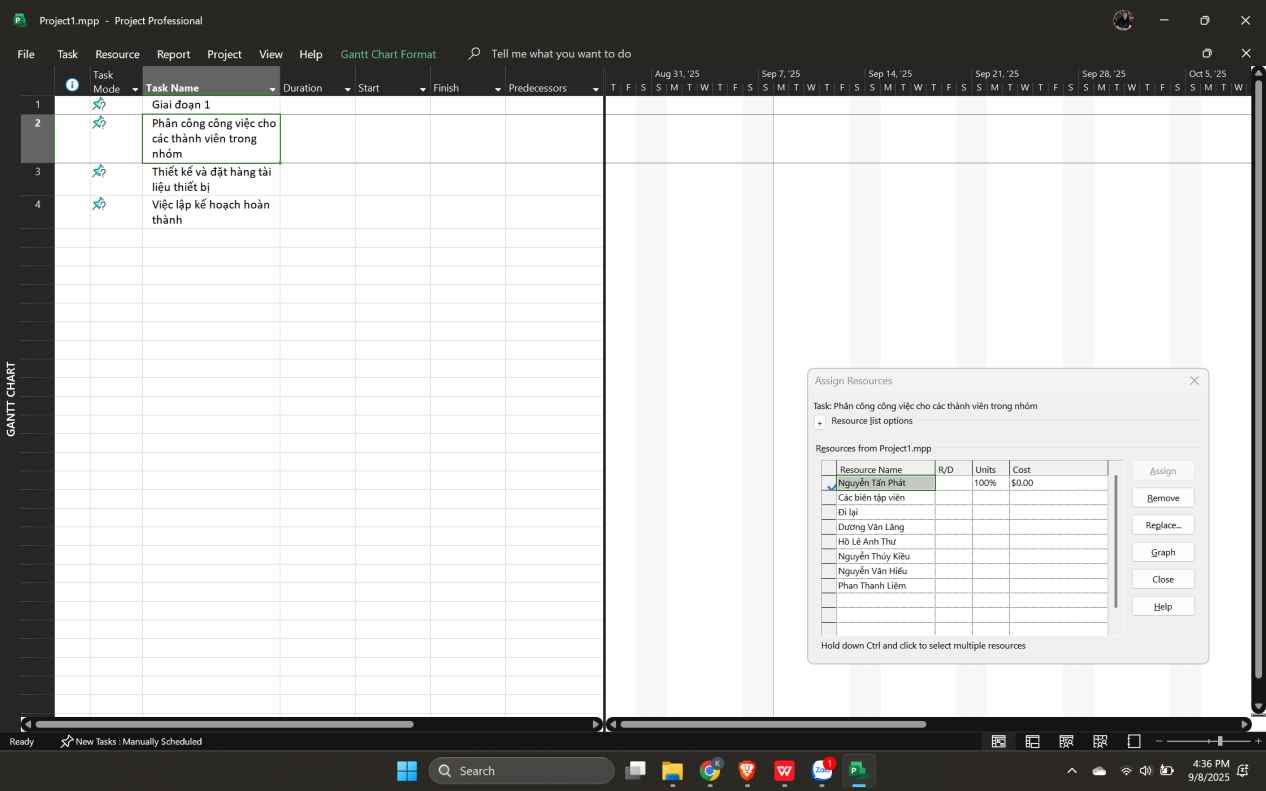 Project1.mpp - Project Professional
File Task Resource Report Project View Help Gantt Chart Format Tell me what you want to do
Task Mode Task Name Duration Start Finish Predecessors
Aug 31, '25 Sep 7, '25 Sep 14, '25 Sep 21, '25 Sep 28, '25 Oct 5, '25
T F S S M T W T F S S M T W T F S S M T W T F S S M T W T F S S M T W T F S S M T W
1 Giai đoạn 1
2 Phân công công việc cho
các thành viên trong
nhóm
3 Thiết kế và đặt hàng tài
liệu thiết bị
4 Việc lập kế hoạch hoàn
thành
GANTT CHART
Assign Resources
Task: Phân công công việc cho các thành viên trong nhóm
+ Resource list options
Resources from Project1.mpp
Resource Name R/D Units Cost
Nguyễn Tấn Phát 100% $0.00
Các biên tập viên
Đi lại
Dương Văn Lăng
Hồ Lê Anh Thư
Nguyễn Thúy Kiều
Nguyễn Văn Hiếu
Phan Thanh Liêm
Assign
Remove
Replace...
Graph
Close
Help
Hold down Ctrl and click to select multiple resources
Ready New Tasks : Manually Scheduled
Search
K
Zalo
1
4:36 PM
9/8/2025